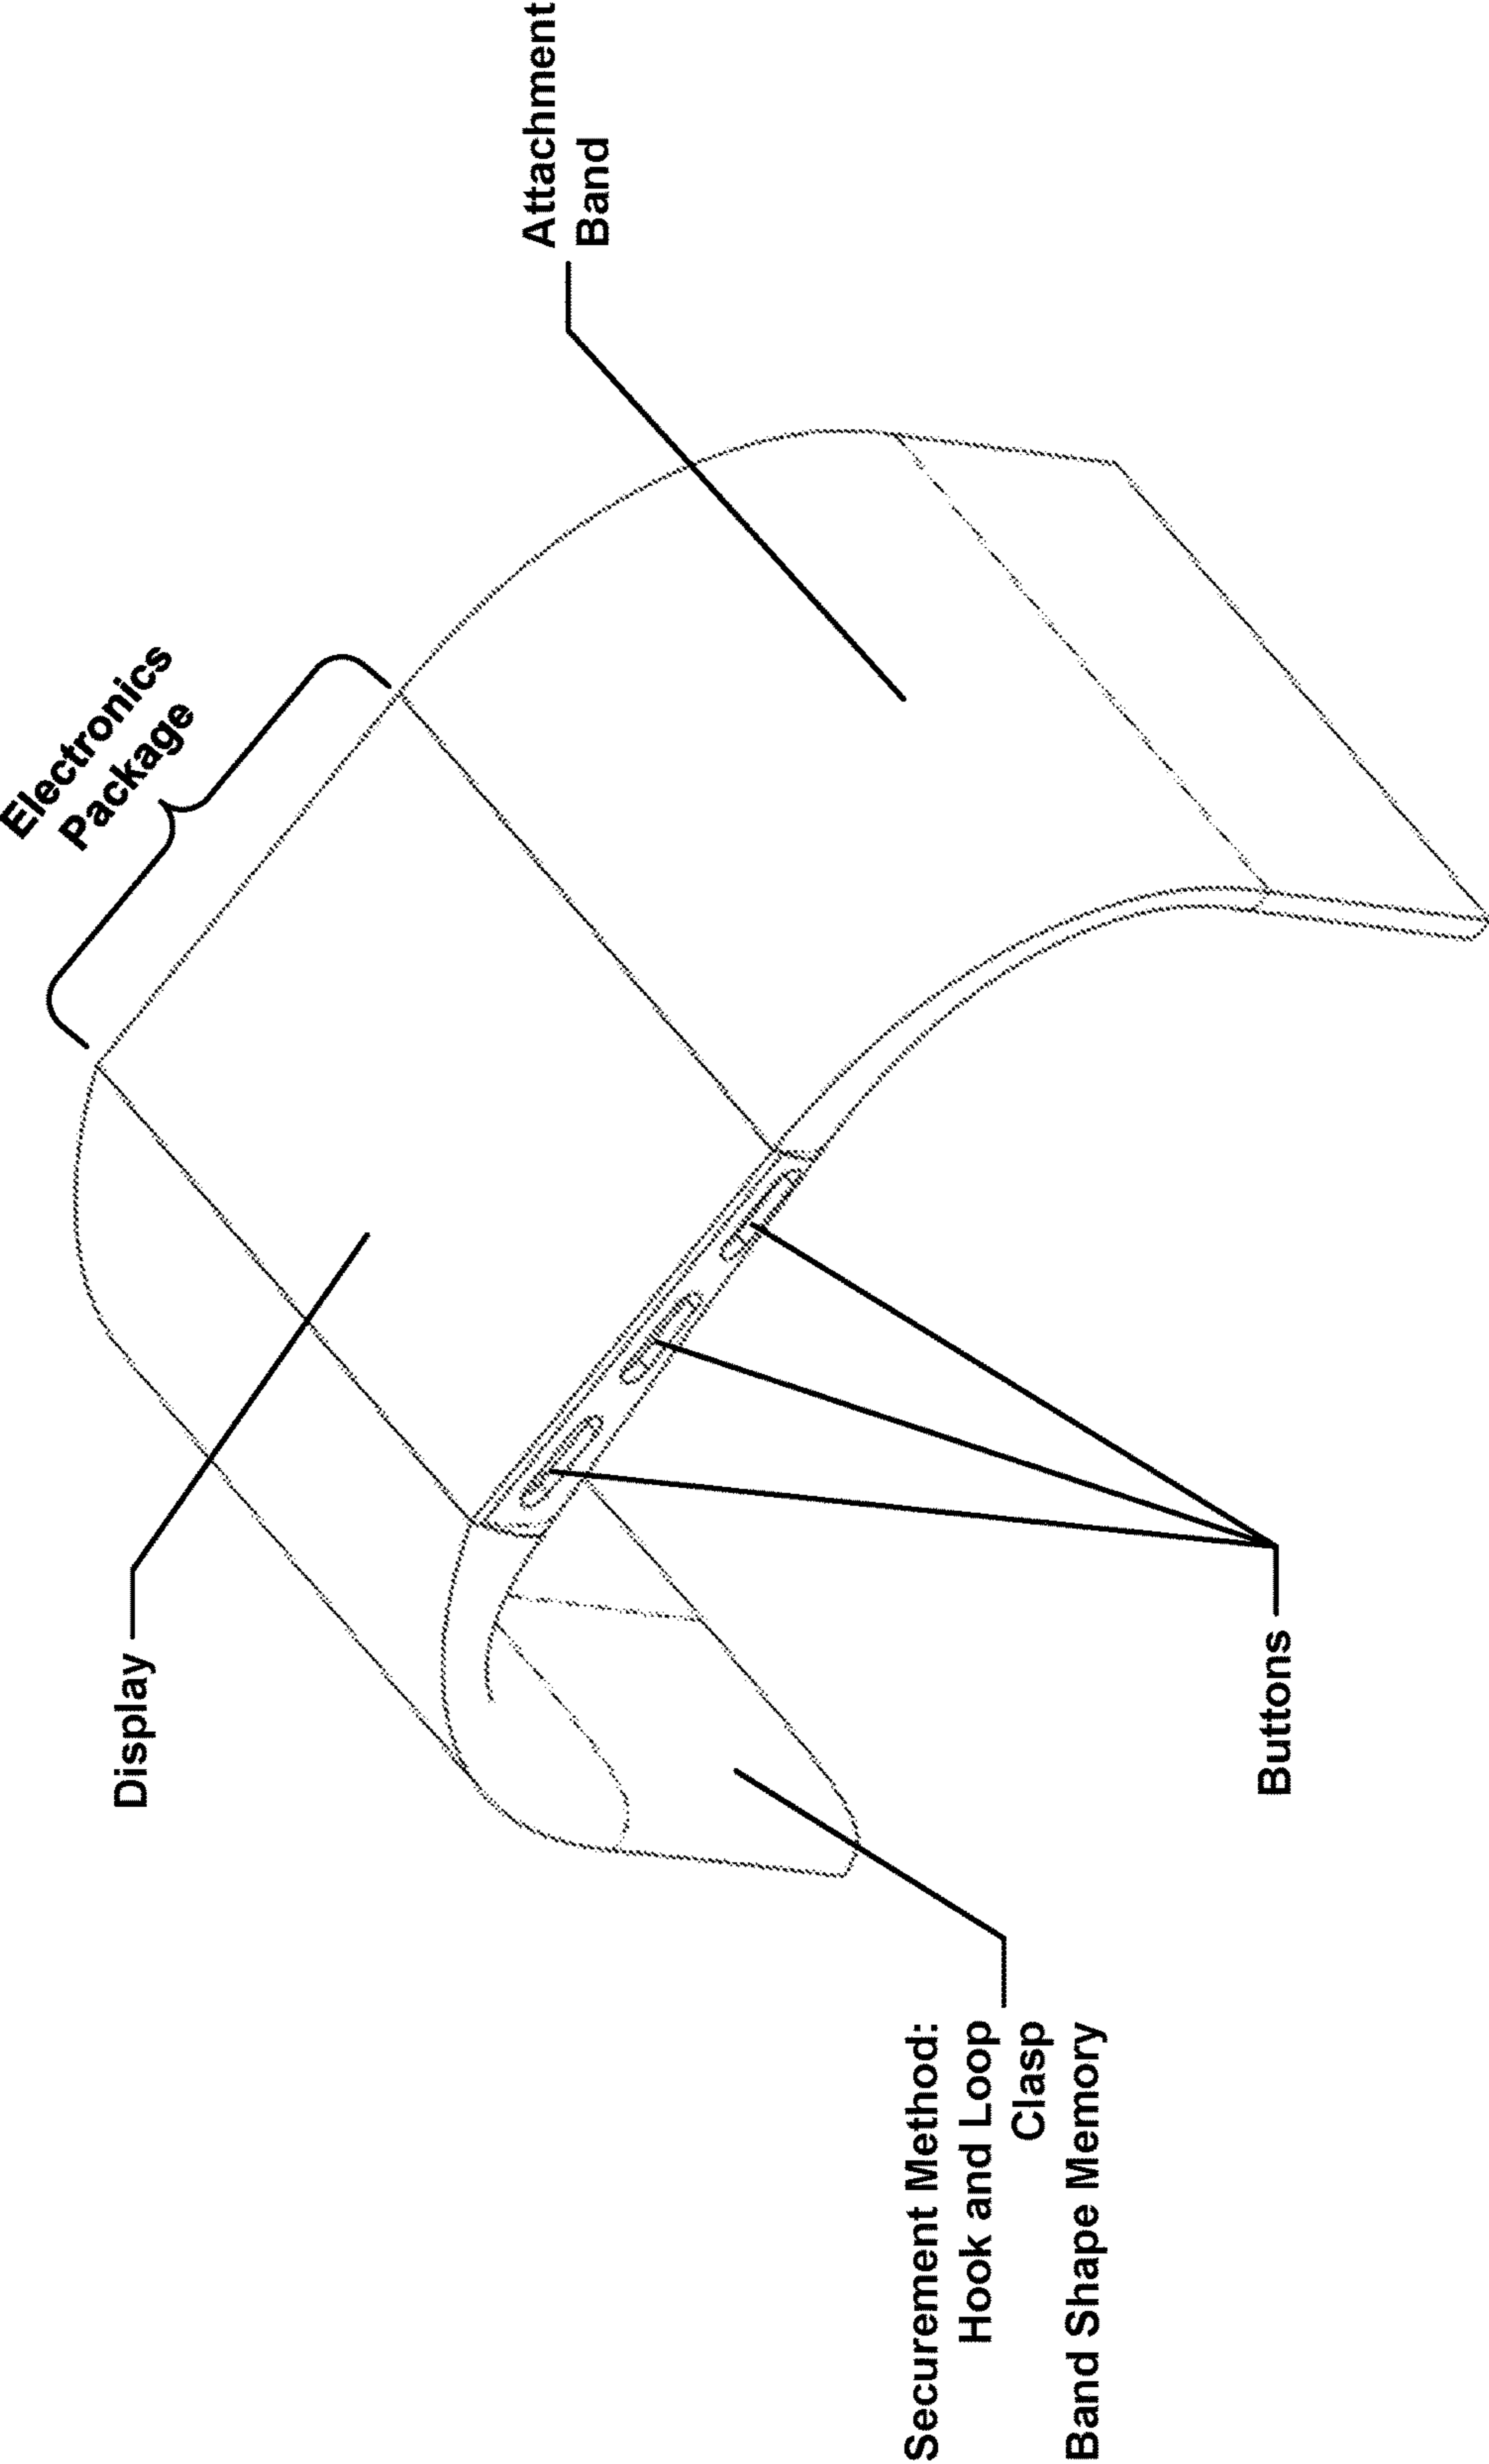 Electronics
Package
Attachment
Band
Display
Buttons
Securement Method:
Hook and Loop
Clasp
Band Shape Memory